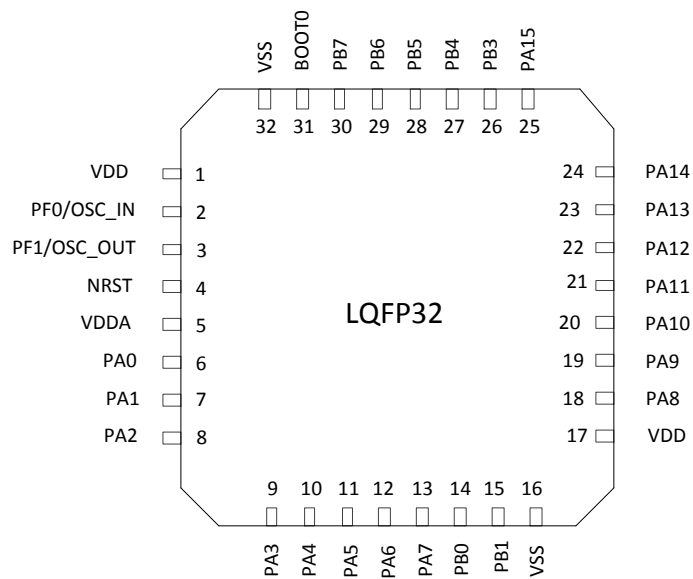 VSS BOOT0 PB7 PB6 PB5 PB4 PB3 PA15
32 31 30 29 28 27 26 25
VDD 1 24 PA14
PF0/OSC_IN 2 23 PA13
PF1/OSC_OUT 3 22 PA12
NRST 4 21 PA11
LQFP32
VDDA 5 20 PA10
PA0 6 19 PA9
PA1 7 18 PA8
PA2 8 17 VDD
9 10 11 12 13 14 15 16
PA3 PA4 PA5 PA6 PA7 PB0 PB1 VSS